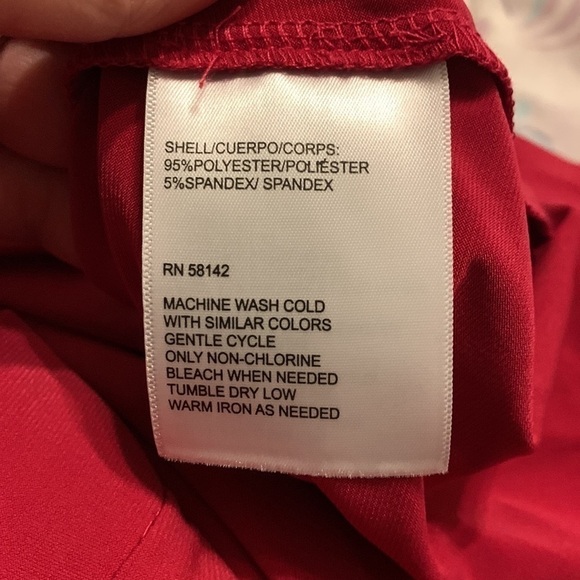 SHELL/CUERPO/CORPS:
95%POLYESTER/POLIÉSTER
5%SPANDEX/ SPANDEX
RN 58142
MACHINE WASH COLD
WITH SIMILAR COLORS
GENTLE CYCLE
ONLY NON-CHLORINE
BLEACH WHEN NEEDED
TUMBLE DRY LOW
WARM IRON AS NEEDED